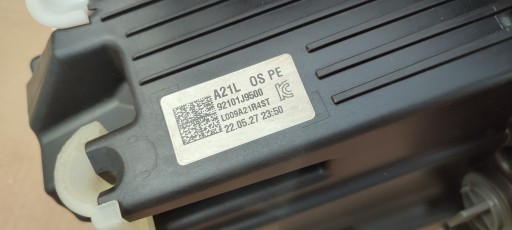 A21L OS PE
92101J9500
L009A21R4ST
22.05.27 23:50